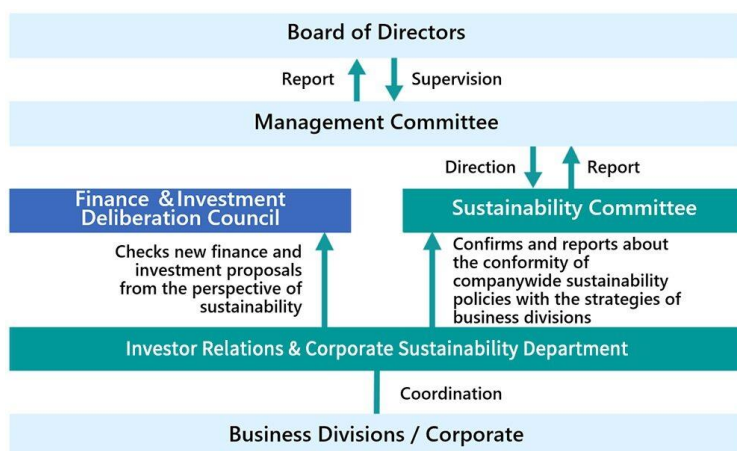 Board of Directors
Report
Supervision
Management Committee
Direction
Report
Finance & Investment
Deliberation Council
Sustainability Committee
Checks new finance and
investment proposals
from the perspective of
sustainability
Confirms and reports about
the conformity of
companywide sustainability
policies with the strategies of
business divisions
Investor Relations & Corporate Sustainability Department
Coordination
Business Divisions / Corporate